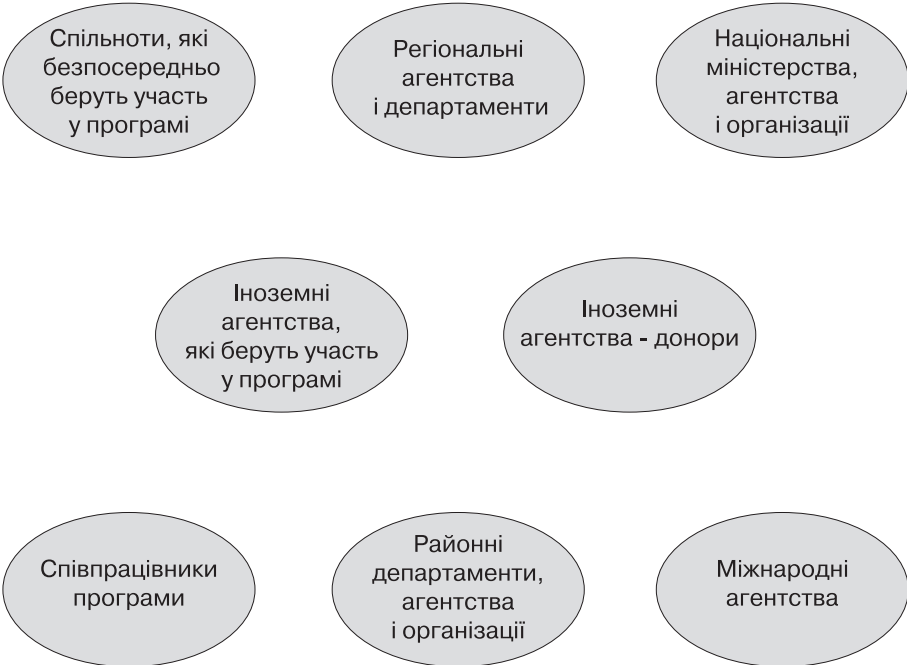 Спільноти, які
безпосередньо
беруть участь
у програмі
Регіональні
агентства
і департаменти
Національні
міністерства,
агентства
і організації
Іноземні
агентства,
які беруть участь
у програмі
Іноземні
агентства - донори
Співпрацівники
програми
Районні
департаменти,
агентства
і організації
Міжнародні
агентства